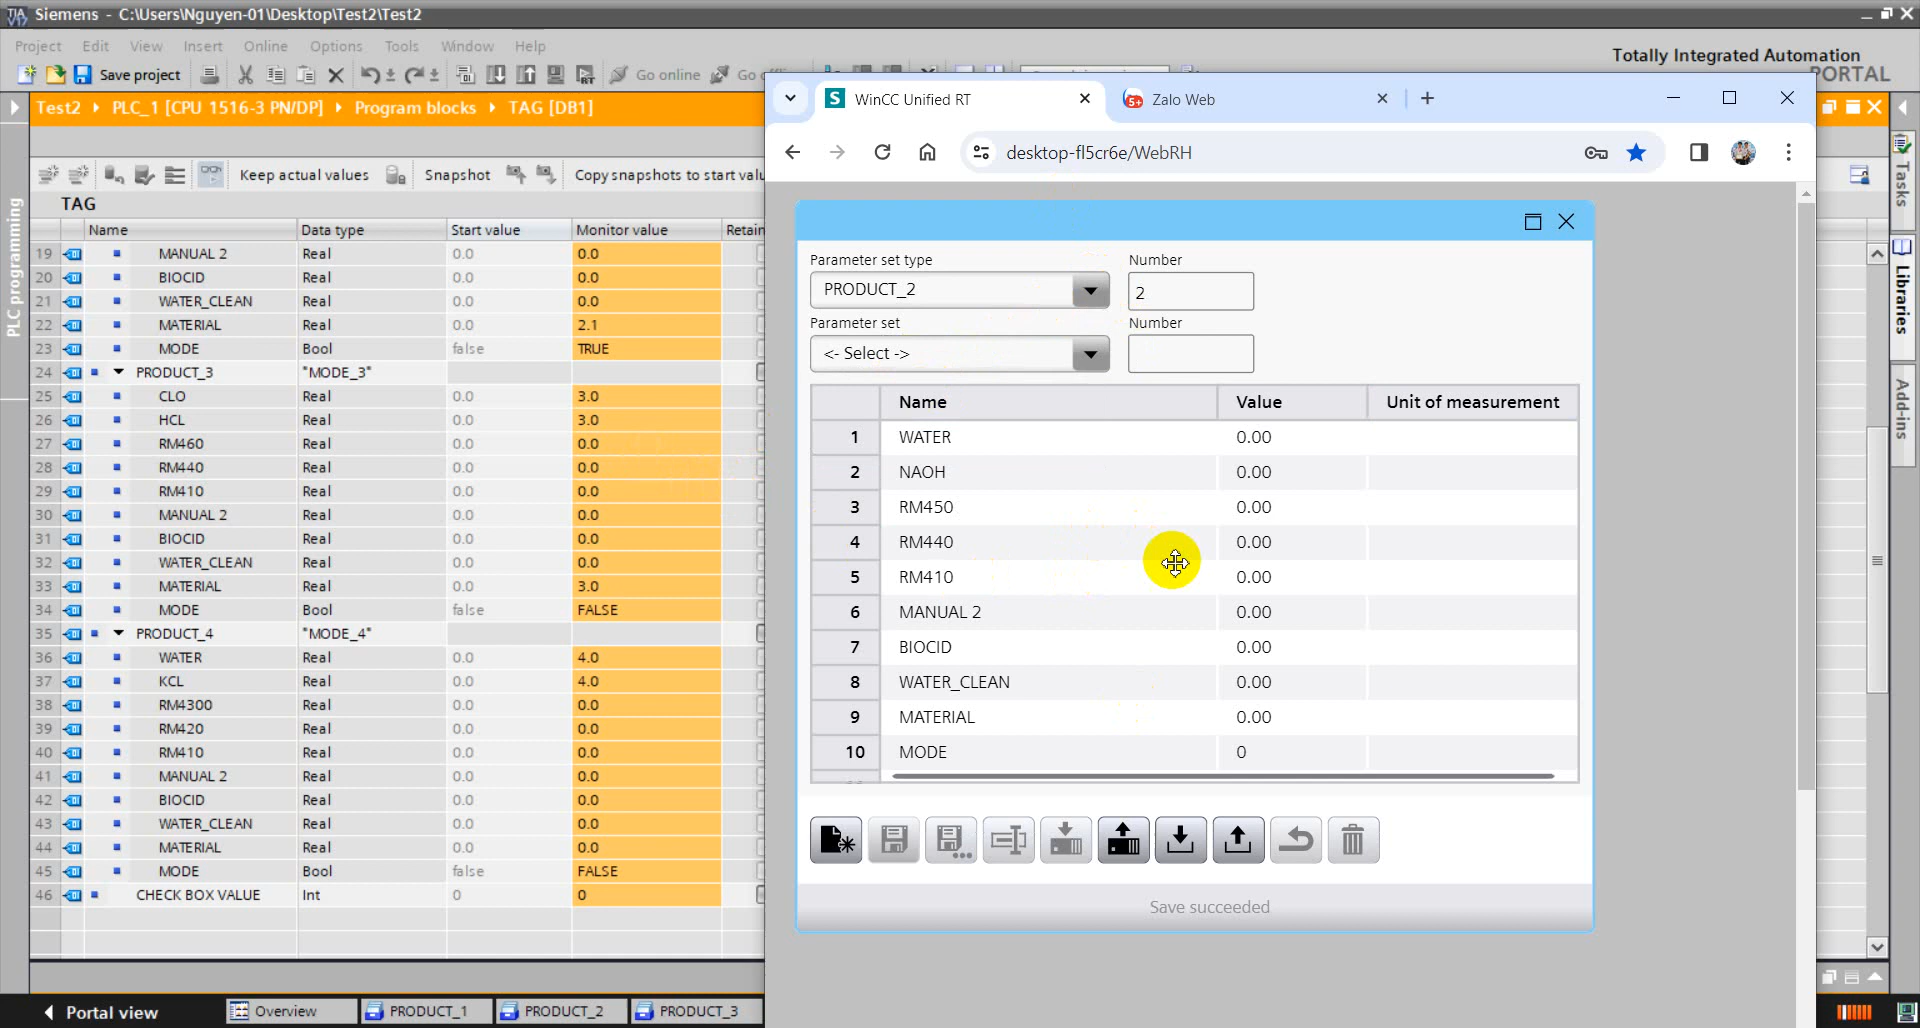 Siemens - C:\Users\Nguyen-01\Desktop\Test2\Test2
Project Edit View Insert Online Options Tools Window Help
Totally Integrated Automation
PORTAL
Save project
Go online
Test2 PLC_1 [CPU 1516-3 PN/DP] Program blocks TAG [DB1]
Keep actual values Snapshot Copy snapshots to start valu
TAG
Name Data type Start value Monitor value Retain
19 MANUAL 2 Real 0.0 0.0
20 BIOCID Real 0.0 0.0
21 WATER_CLEAN Real 0.0 0.0
22 MATERIAL Real 0.0 2.1
23 MODE Bool false TRUE
24 PRODUCT_3 "MODE_3"
25 CLO Real 0.0 3.0
26 HCL Real 0.0 3.0
27 RM460 Real 0.0 0.0
28 RM440 Real 0.0 0.0
29 RM410 Real 0.0 0.0
30 MANUAL 2 Real 0.0 0.0
31 BIOCID Real 0.0 0.0
32 WATER_CLEAN Real 0.0 0.0
33 MATERIAL Real 0.0 3.0
34 MODE Bool false FALSE
35 PRODUCT_4 "MODE_4"
36 WATER Real 0.0 4.0
37 KCL Real 0.0 4.0
38 RM4300 Real 0.0 0.0
39 RM420 Real 0.0 0.0
40 RM410 Real 0.0 0.0
41 MANUAL 2 Real 0.0 0.0
42 BIOCID Real 0.0 0.0
43 WATER_CLEAN Real 0.0 0.0
44 MATERIAL Real 0.0 0.0
45 MODE Bool false FALSE
46 CHECK BOX VALUE Int 0 0
PLC programming
Portal view
Overview
PRODUCT_1
PRODUCT_2
PRODUCT_3
WinCC Unified RT
Zalo Web
desktop-fl5cr6e/WebRH
Parameter set type Number
PRODUCT_2 2
Parameter set Number
<- Select ->
Name Value Unit of measurement
1 WATER 0.00
2 NAOH 0.00
3 RM450 0.00
4 RM440 0.00
5 RM410 0.00
6 MANUAL 2 0.00
7 BIOCID 0.00
8 WATER_CLEAN 0.00
9 MATERIAL 0.00
10 MODE 0
Save succeeded
Tasks
Libraries
Add-ins